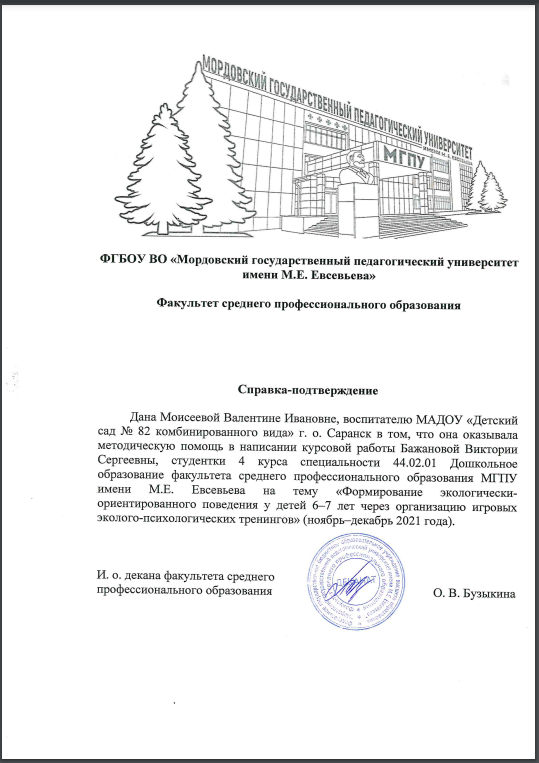 МОРДОВСКИЙ ГОСУДАРСТВЕННЫЙ ПЕДАГОГИЧЕСКИЙ УНИВЕРСИТЕТ
ИМЕНИ М.Е. ЕВСЕВЬЕВА
МГПУ
ФГБОУ ВО «Мордовский государственный педагогический университет
имени М.Е. Евсевьева»
Факультет среднего профессионального образования
Справка-подтверждение
Дана Моисеевой Валентине Ивановне, воспитателю МАДОУ «Детский
сад № 82 комбинированного вида» г. о. Саранск в том, что она оказывала
методическую помощь в написании курсовой работы Бажановой Виктории
Сергеевны, студентки 4 курса специальности 44.02.01 Дошкольное
образование факультета среднего профессионального образования МГПУ
имени М.Е. Евсевьева на тему «Формирование экологически-
ориентированного поведения у детей 6–7 лет через организацию игровых
эколого-психологических тренингов» (ноябрь–декабрь 2021 года).
И. о. декана факультета среднего
профессионального образования
ДЕКАНАТ
О. В. Бузыкина